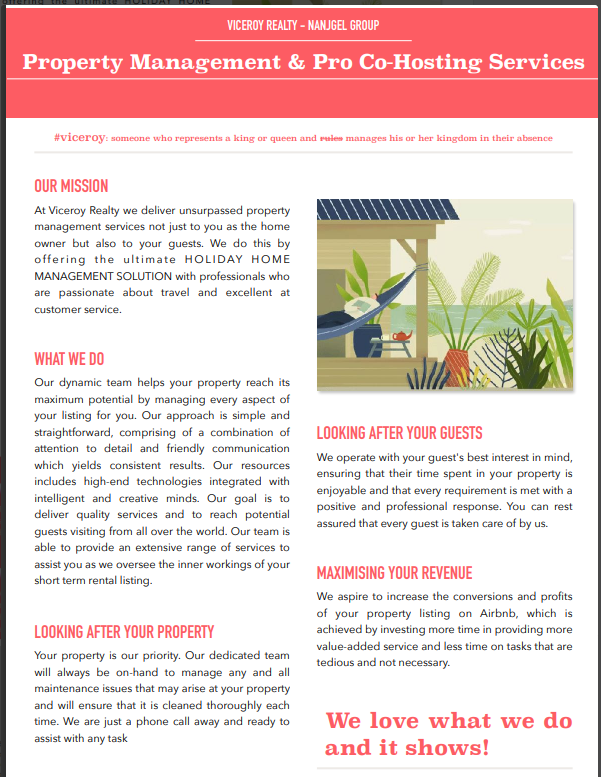 VICEROY REALTY - NANJGEL GROUP
Property Management & Pro Co-Hosting Services
#viceroy: someone who represents a king or queen and rules manages his or her kingdom in their absence
OUR MISSION
At Viceroy Realty we deliver unsurpassed property
management services not just to you as the home
owner but also to your guests. We do this by
offering the ultimate HOLIDAY HOME
MANAGEMENT SOLUTION with professionals who
are passionate about travel and excellent at
customer service.
WHAT WE DO
Our dynamic team helps your property reach its
maximum potential by managing every aspect of
your listing for you. Our approach is simple and
straightforward, comprising of a combination of
attention to detail and friendly communication
which yields consistent results. Our resources
includes high-end technologies integrated with
intelligent and creative minds. Our goal is to
deliver quality services and to reach potential
guests visiting from all over the world. Our team is
able to provide an extensive range of services to
assist you as we oversee the inner workings of your
short term rental listing.
LOOKING AFTER YOUR PROPERTY
Your property is our priority. Our dedicated team
will always be on-hand to manage any and all
maintenance issues that may arise at your property
and will ensure that it is cleaned thoroughly each
time. We are just a phone call away and ready to
assist with any task
LOOKING AFTER YOUR GUESTS
We operate with your guest's best interest in mind,
ensuring that their time spent in your property is
enjoyable and that every requirement is met with a
positive and professional response. You can rest
assured that every guest is taken care of by us.
MAXIMISING YOUR REVENUE
We aspire to increase the conversions and profits
of your property listing on Airbnb, which is
achieved by investing more time in providing more
value-added service and less time on tasks that are
tedious and not necessary.
We love what we do
and it shows!